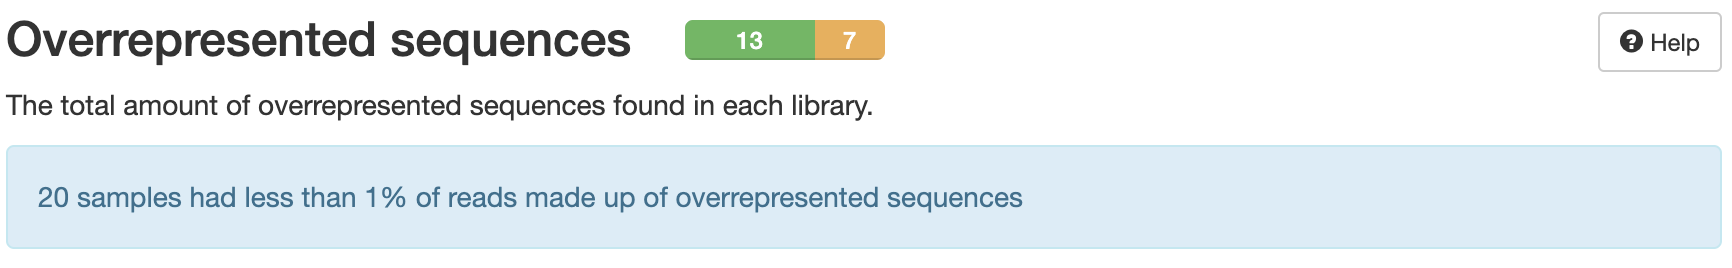 Overrepresented sequences 13 7 Help
The total amount of overrepresented sequences found in each library.
20 samples had less than 1% of reads made up of overrepresented sequences